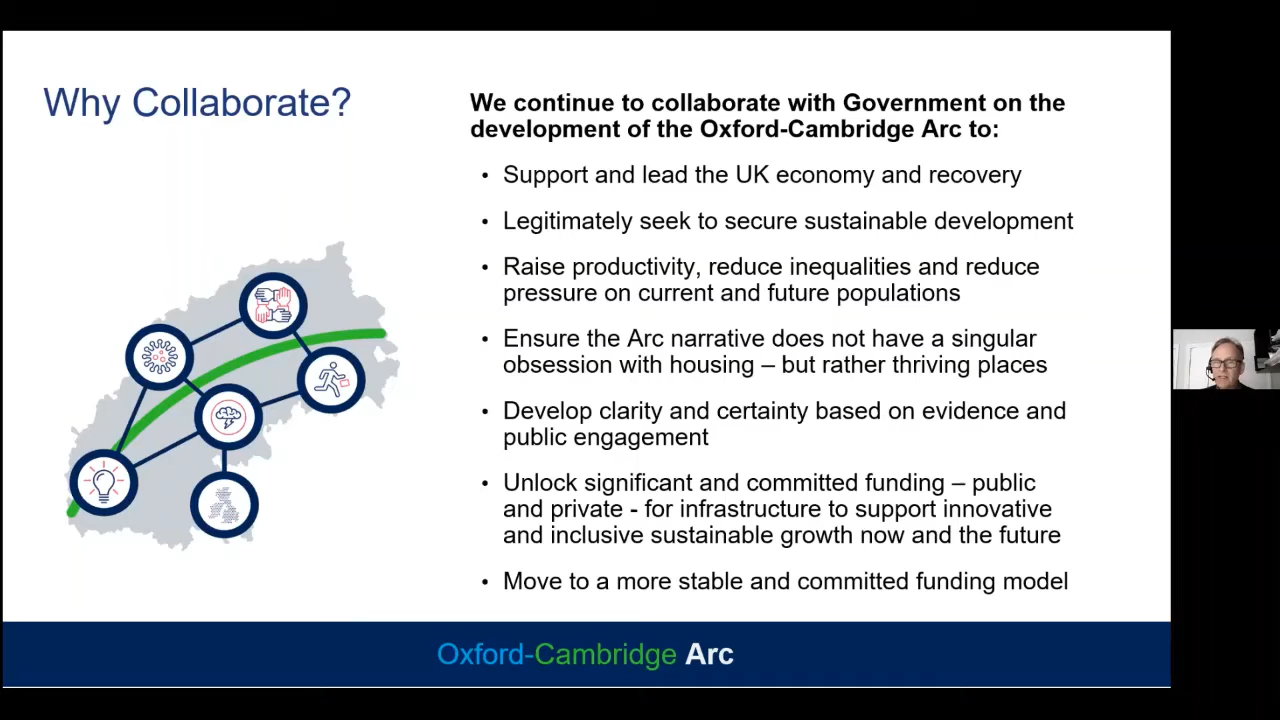 Why Collaborate?
We continue to collaborate with Government on the
development of the Oxford-Cambridge Arc to:
• Support and lead the UK economy and recovery
• Legitimately seek to secure sustainable development
• Raise productivity, reduce inequalities and reduce
pressure on current and future populations
• Ensure the Arc narrative does not have a singular
obsession with housing – but rather thriving places
• Develop clarity and certainty based on evidence and
public engagement
• Unlock significant and committed funding – public
and private - for infrastructure to support innovative
and inclusive sustainable growth now and the future
• Move to a more stable and committed funding model
Oxford-Cambridge Arc